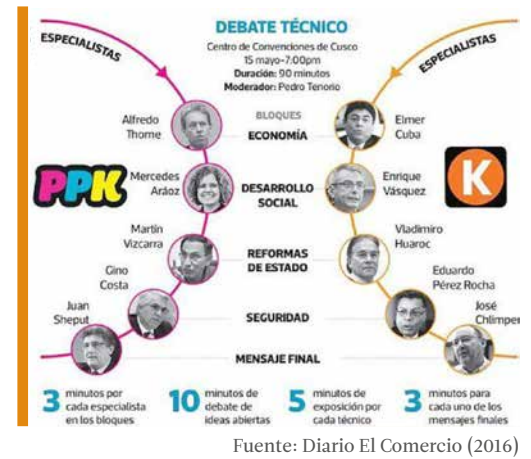 DEBATE TÉCNICO
Centro de Convenciones de Cusco
15 mayo-7:00pm
Duración: 90 minutos
Moderador: Pedro Tenorio
ESPECIALISTAS
ESPECIALISTAS
BLOQUES
Alfredo
Thorne
ECONOMÍA
Elmer
Cuba
PPK
Mercedes
Aráoz
DESARROLLO
SOCIAL
Enrique
Vásquez
K
Martín
Vizcarra
REFORMAS
DE ESTADO
Vladimiro
Huaroc
Gino
Costa
Eduardo
Pérez Rocha
Juan
Sheput
SEGURIDAD
José
Chlimper
MENSAJE FINAL
3 minutos por
cada especialista
en los bloques
10 minutos de
debate de
ideas abiertas
5 minutos de
exposición por
cada técnico
3 minutos para
cada uno de los
mensajes finales
Fuente: Diario El Comercio (2016)